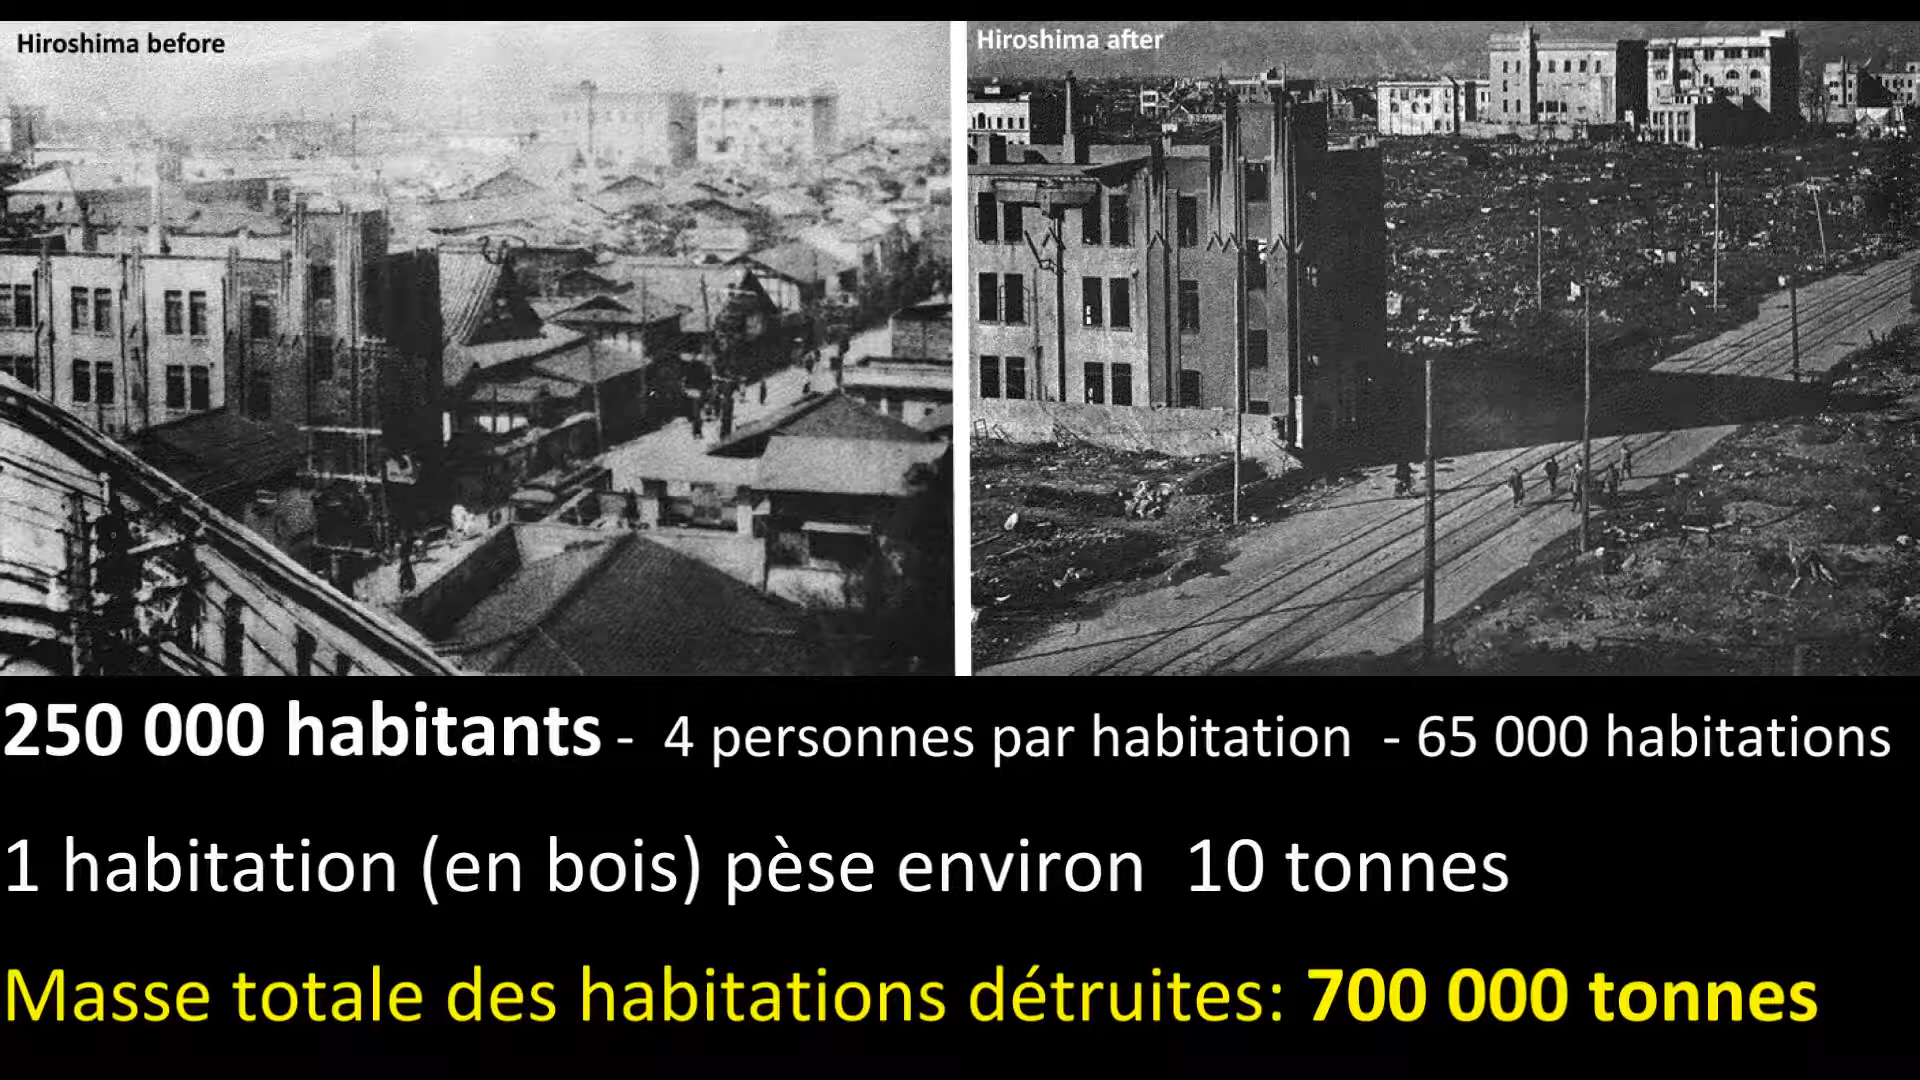 Hiroshima before
Hiroshima after
250 000 habitants - 4 personnes par habitation - 65 000 habitations
1 habitation (en bois) pèse environ 10 tonnes
Masse totale des habitations détruites: 700 000 tonnes